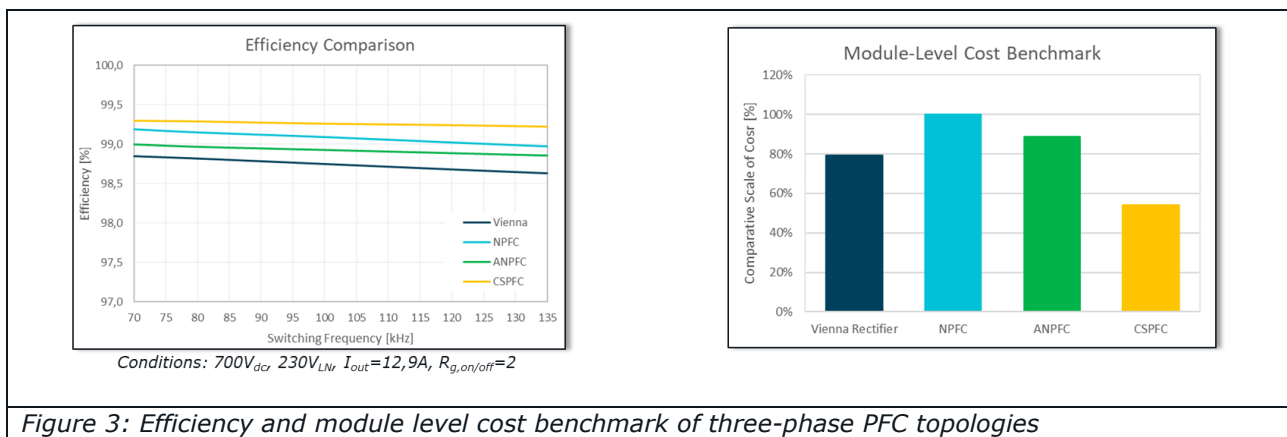 Efficiency Comparison
100,0
99,5
99,0
98,5
98,0
97,5
97,0
Efficiency [%]
Vienna
NPFC
ANPFC
CSPFC
70 75 80 85 90 95 100 105 110 115 120 125 130 135
Switching Frequency [kHz]
Conditions: 700Vdc, 230VLN, Iout=12,9A, Rg,on/off=2
Module-Level Cost Benchmark
120%
100%
80%
60%
40%
20%
0%
Comparative Scale of Cosr [%]
Vienna Rectifier NPFC ANPFC CSPFC
Figure 3: Efficiency and module level cost benchmark of three-phase PFC topologies